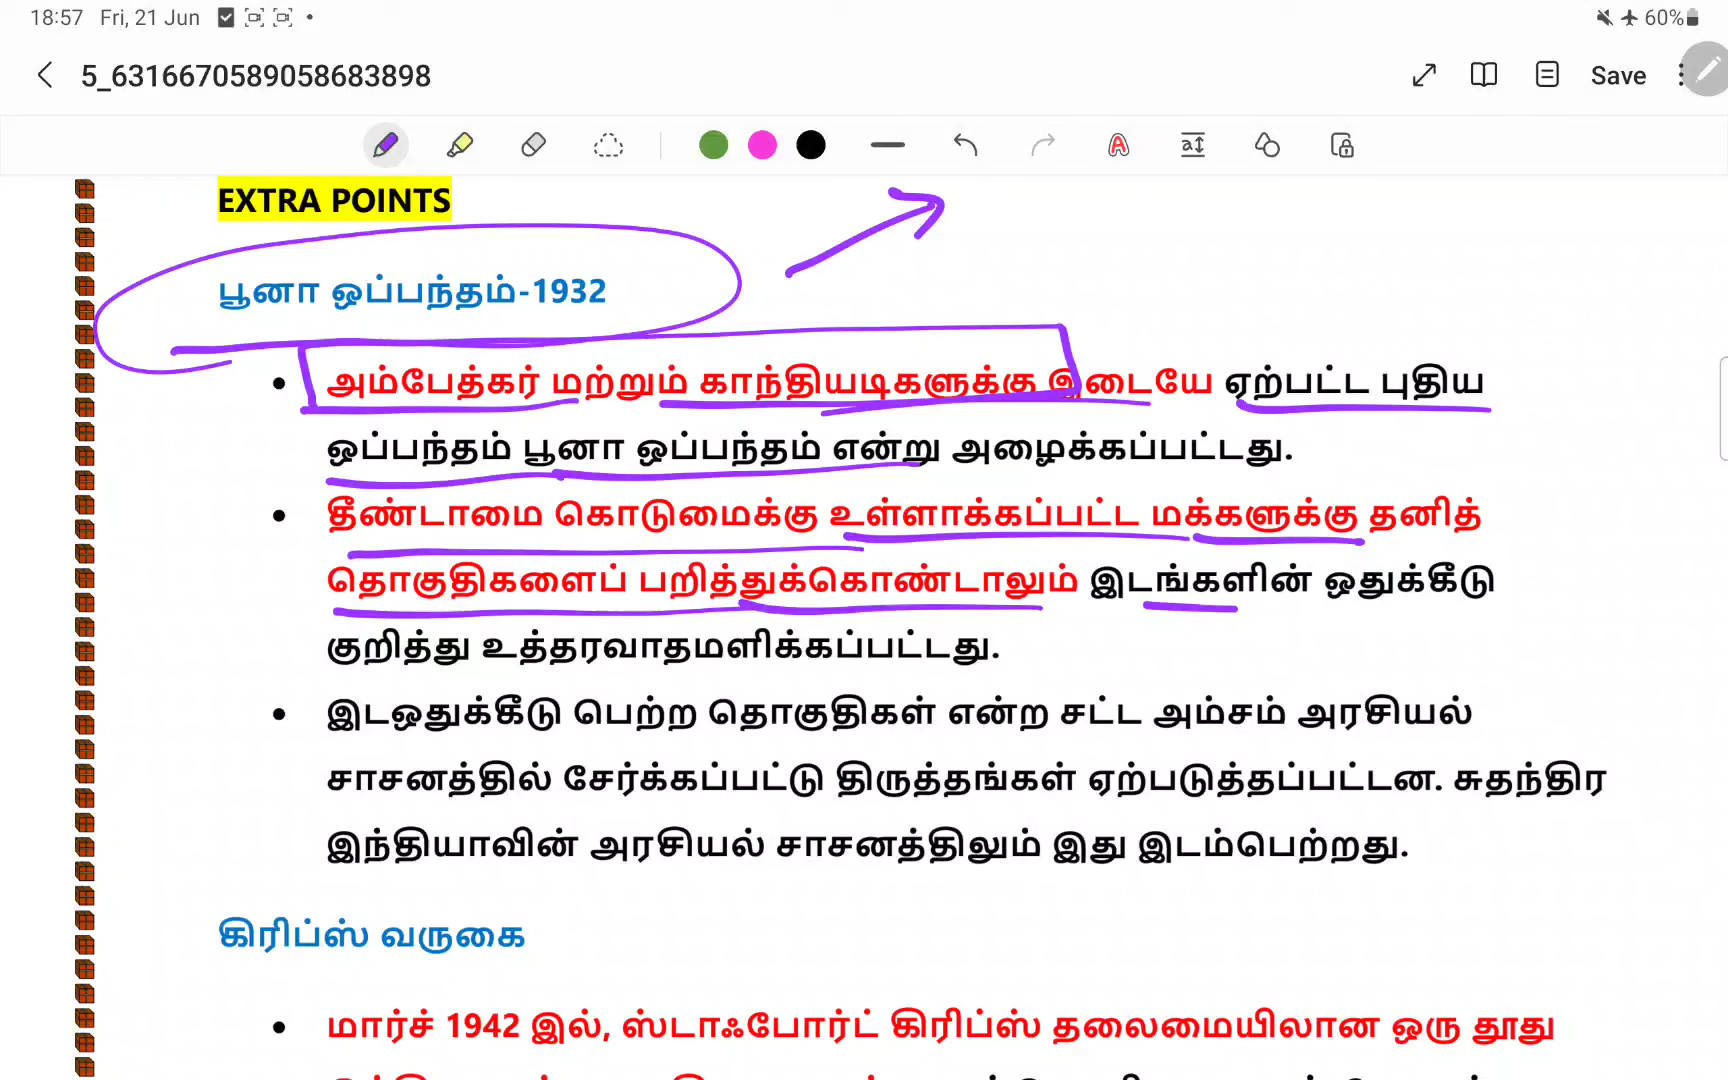 18:57 Fri, 21 Jun
60%
5_6316670589058683898
Save
EXTRA POINTS
பூனா ஒப்பந்தம்-1932
அம்பேத்கர் மற்றும் காந்தியடிகளுக்கு இடையே ஏற்பட்ட புதிய
ஒப்பந்தம் பூனா ஒப்பந்தம் என்று அழைக்கப்பட்டது.
தீண்டாமை கொடுமைக்கு உள்ளாக்கப்பட்ட மக்களுக்கு தனித்
தொகுதிகளைப் பறித்துக்கொண்டாலும் இடங்களின் ஒதுக்கீடு
குறித்து உத்தரவாதமளிக்கப்பட்டது.
இடஒதுக்கீடு பெற்ற தொகுதிகள் என்ற சட்ட அம்சம் அரசியல்
சாசனத்தில் சேர்க்கப்பட்டு திருத்தங்கள் ஏற்படுத்தப்பட்டன. சுதந்திர
இந்தியாவின் அரசியல் சாசனத்திலும் இது இடம்பெற்றது.
கிரிப்ஸ் வருகை
மார்ச் 1942 இல், ஸ்டாஃபோர்ட் கிரிப்ஸ் தலைமையிலான ஒரு தூது